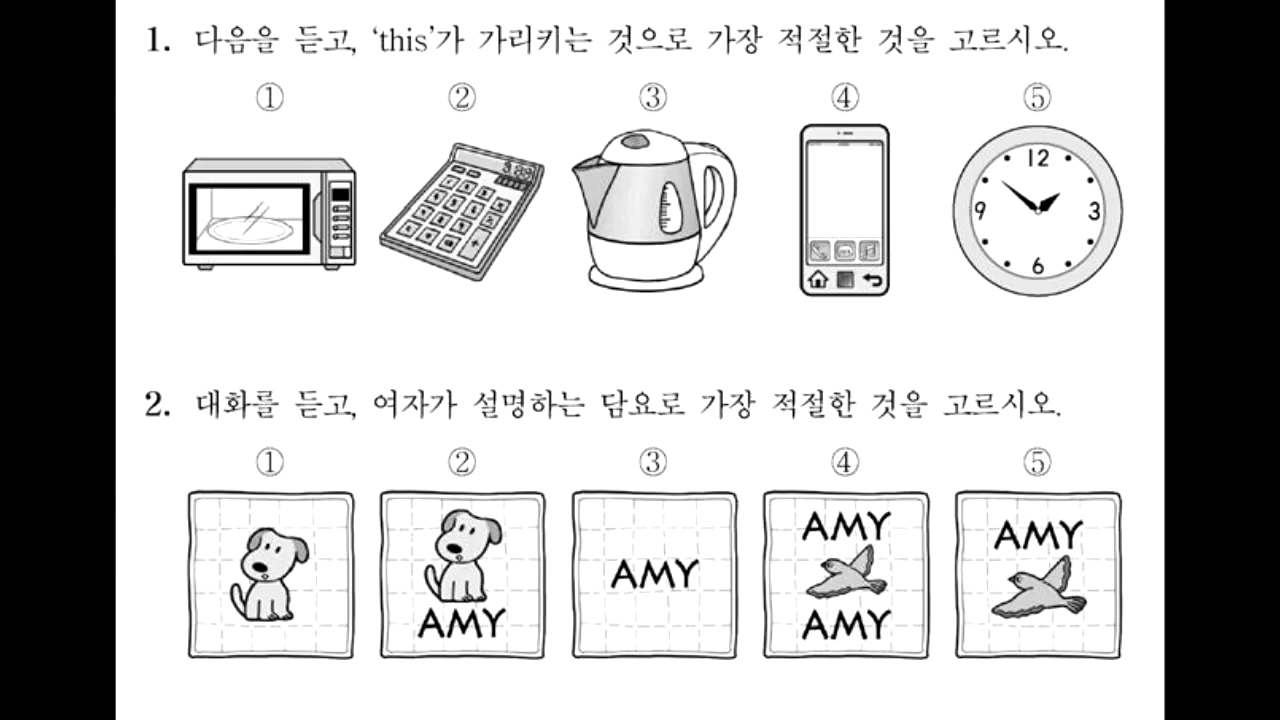 1. 다음을 듣고, ‘this’가 가리키는 것으로 가장 적절한 것을 고르시오.
① ② ③ ④ ⑤
12
9 3
6
2. 대화를 듣고, 여자가 설명하는 담요로 가장 적절한 것을 고르시오.
① ② ③ ④ ⑤
AMY AMY
AMY
AMY AMY